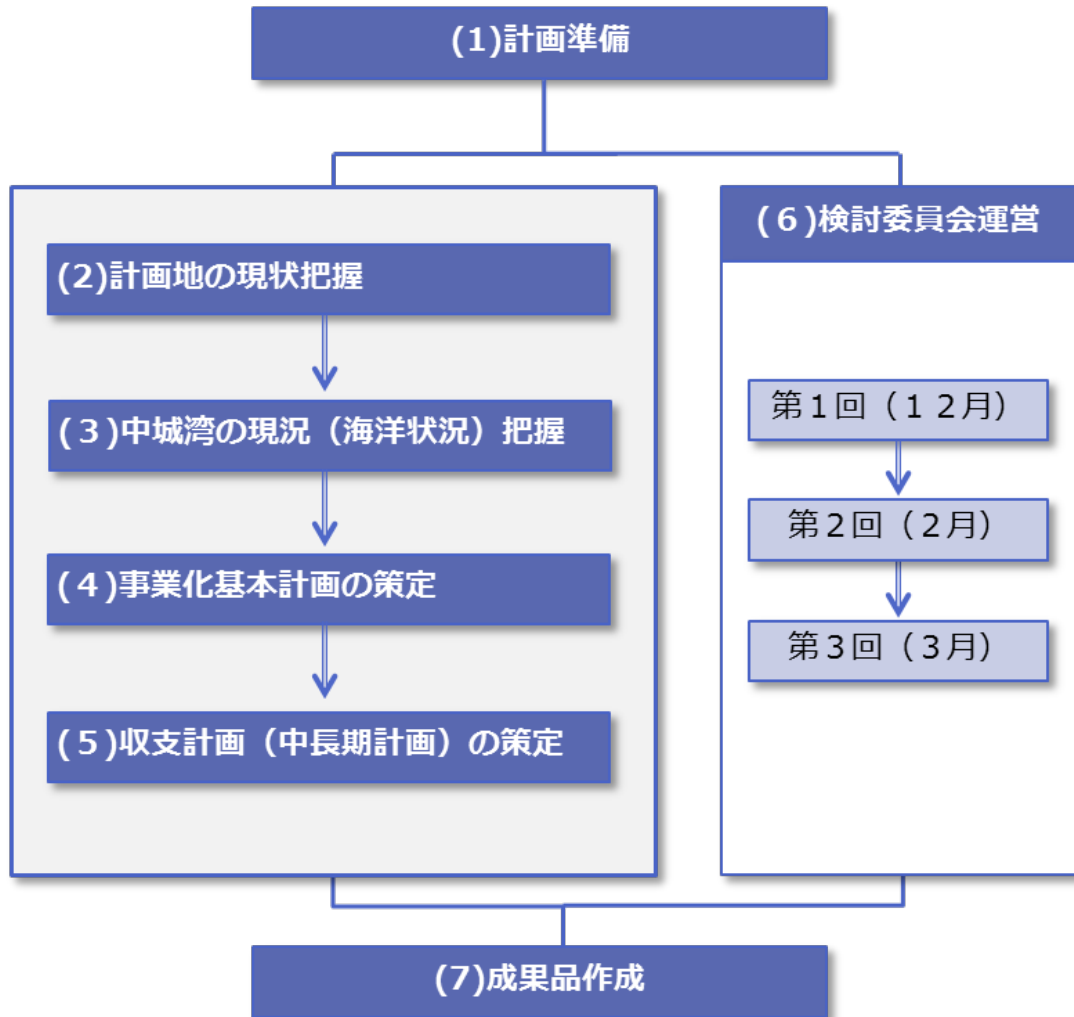 (1)計画準備
(2)計画地の現状把握
(3)中城湾の現況（海洋状況）把握
(4)事業化基本計画の策定
(5)収支計画（中長期計画）の策定
(6)検討委員会運営
第１回（１２月）
第２回（２月）
第３回（３月）
(7)成果品作成